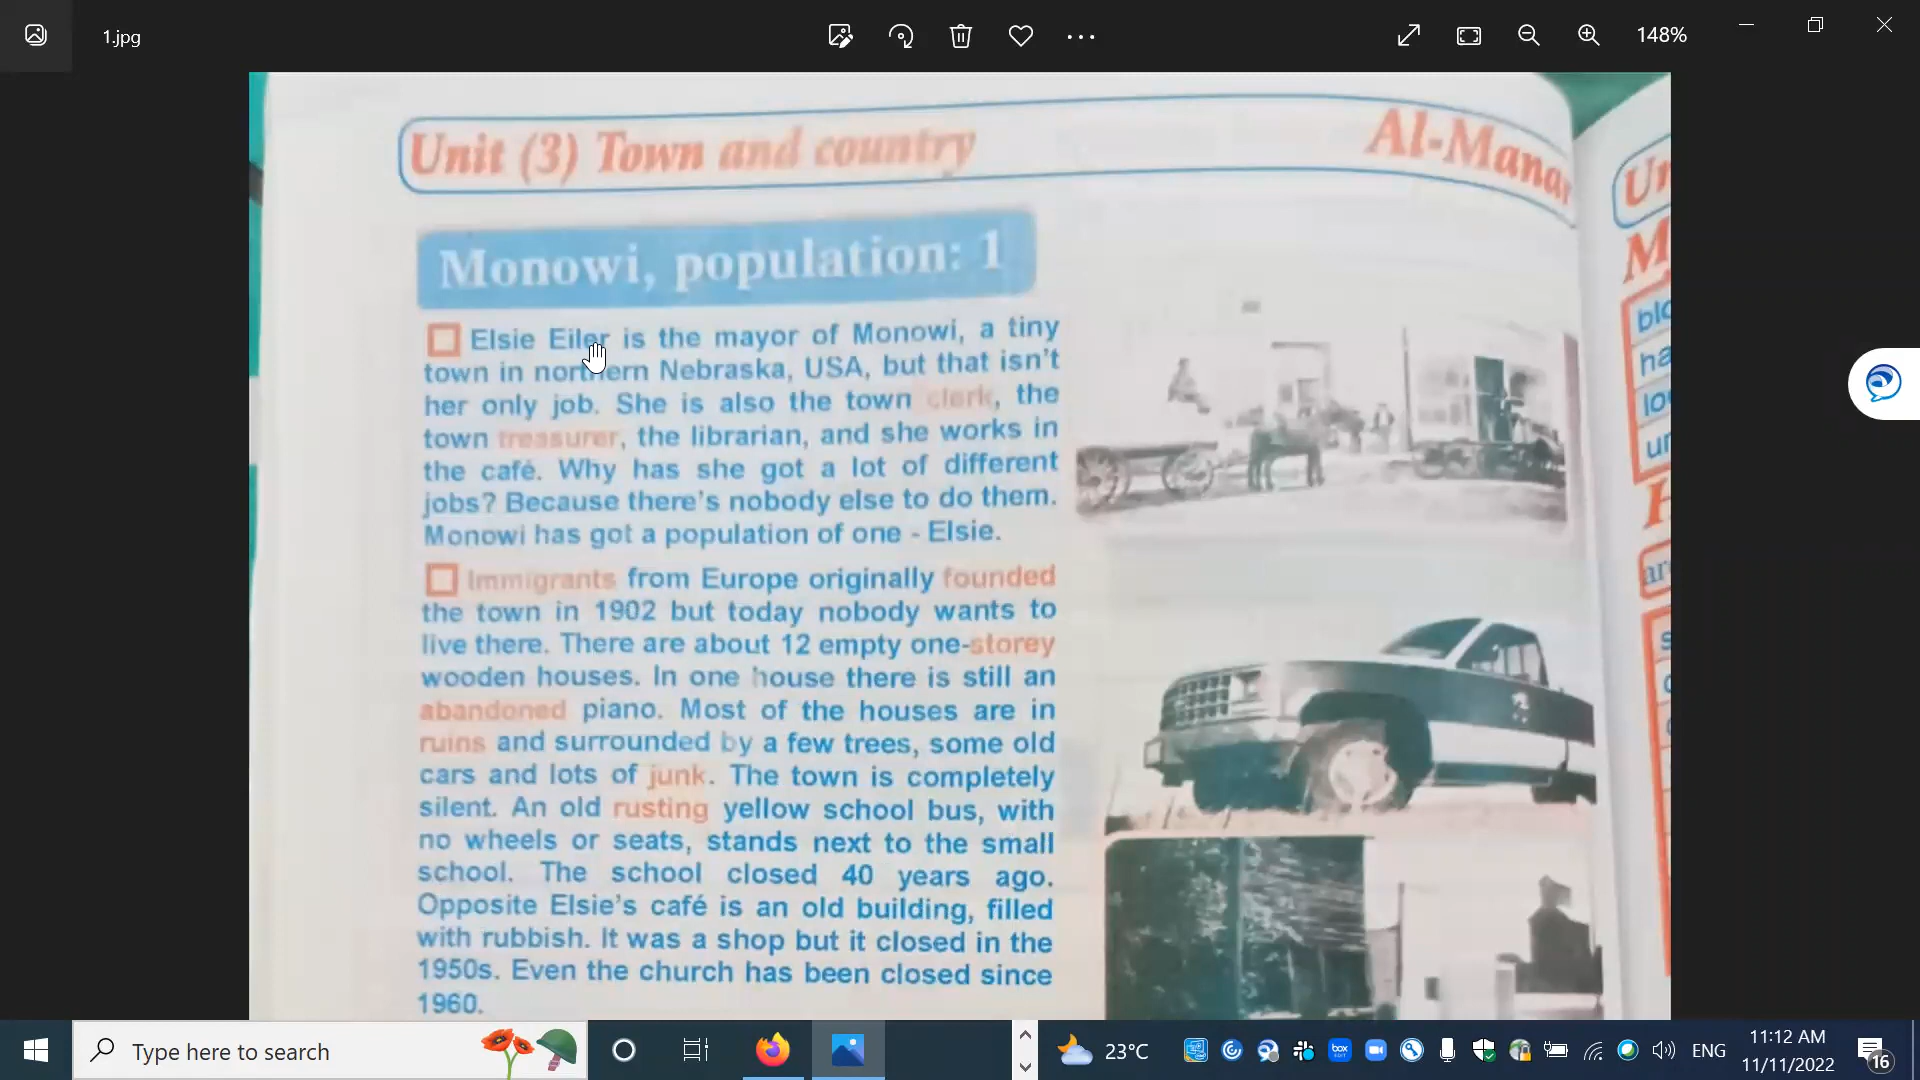 1.jpg
148%
Unit (3) Town and country
Al-Manar
Monowi, population: 1
Elsie Eiler is the mayor of Monowi, a tiny
town in northern Nebraska, USA, but that isn't
her only job. She is also the town clerk, the
town treasurer, the librarian, and she works in
the café. Why has she got a lot of different
jobs? Because there's nobody else to do them.
Monowi has got a population of one - Elsie.
Immigrants from Europe originally founded
the town in 1902 but today nobody wants to
live there. There are about 12 empty one-storey
wooden houses. In one house there is still an
abandoned piano. Most of the houses are in
ruins and surrounded by a few trees, some old
cars and lots of junk. The town is completely
silent. An old rusting yellow school bus, with
no wheels or seats, stands next to the small
school. The school closed 40 years ago.
Opposite Elsie's café is an old building, filled
with rubbish. It was a shop but it closed in the
1950s. Even the church has been closed since
1960.
Type here to search
23°C
box
ENG
11:12 AM
11/11/2022
16